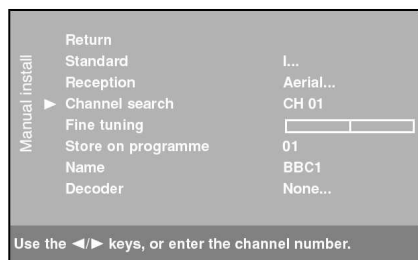 Manual install
Return
Standard I...
Reception Aerial...
▶ Channel search CH 01
Fine tuning
Store on programme 01
Name BBC1
Decoder None...
Use the ◀/▶ keys, or enter the channel number.